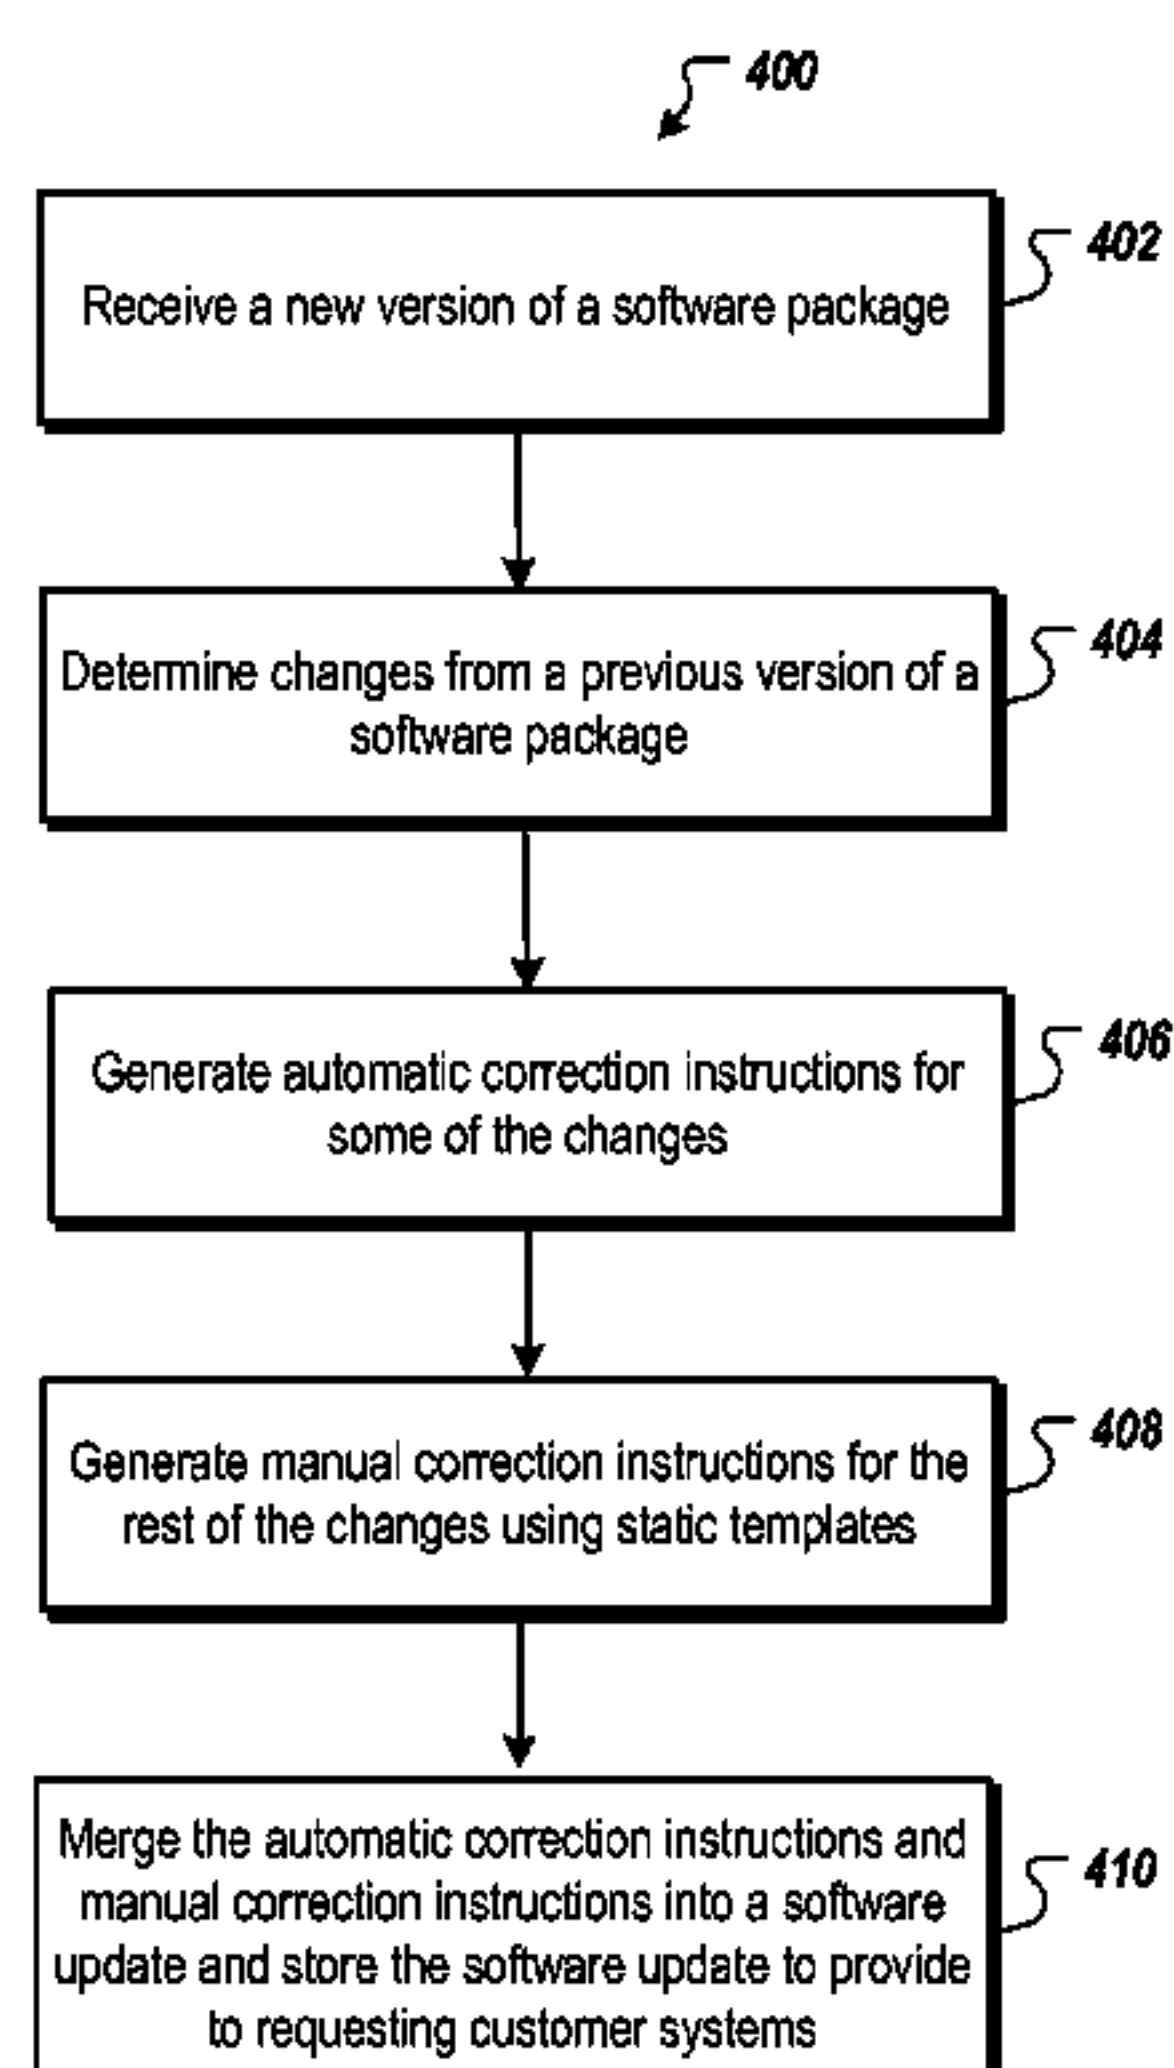 400
402
Receive a new version of a software package
404
Determine changes from a previous version of a
software package
406
Generate automatic correction instructions for
some of the changes
408
Generate manual correction instructions for the
rest of the changes using static templates
410
Merge the automatic correction instructions and
manual correction instructions into a software
update and store the software update to provide
to requesting customer systems